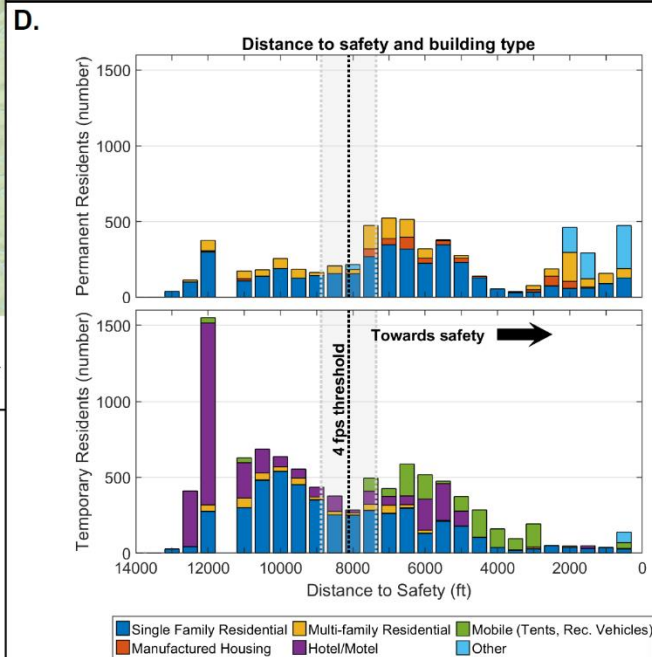 D.
Distance to safety and building type
Permanent Residents (number)
1500
1000
500
0
Temporary Residents (number)
1500
1000
500
0
4 fps threshold
Towards safety
14000 12000 10000 8000 6000 4000 2000 0
Distance to Safety (ft)
Single Family Residential Multi-family Residential Mobile (Tents, Rec. Vehicles)
Manufactured Housing Hotel/Motel Other